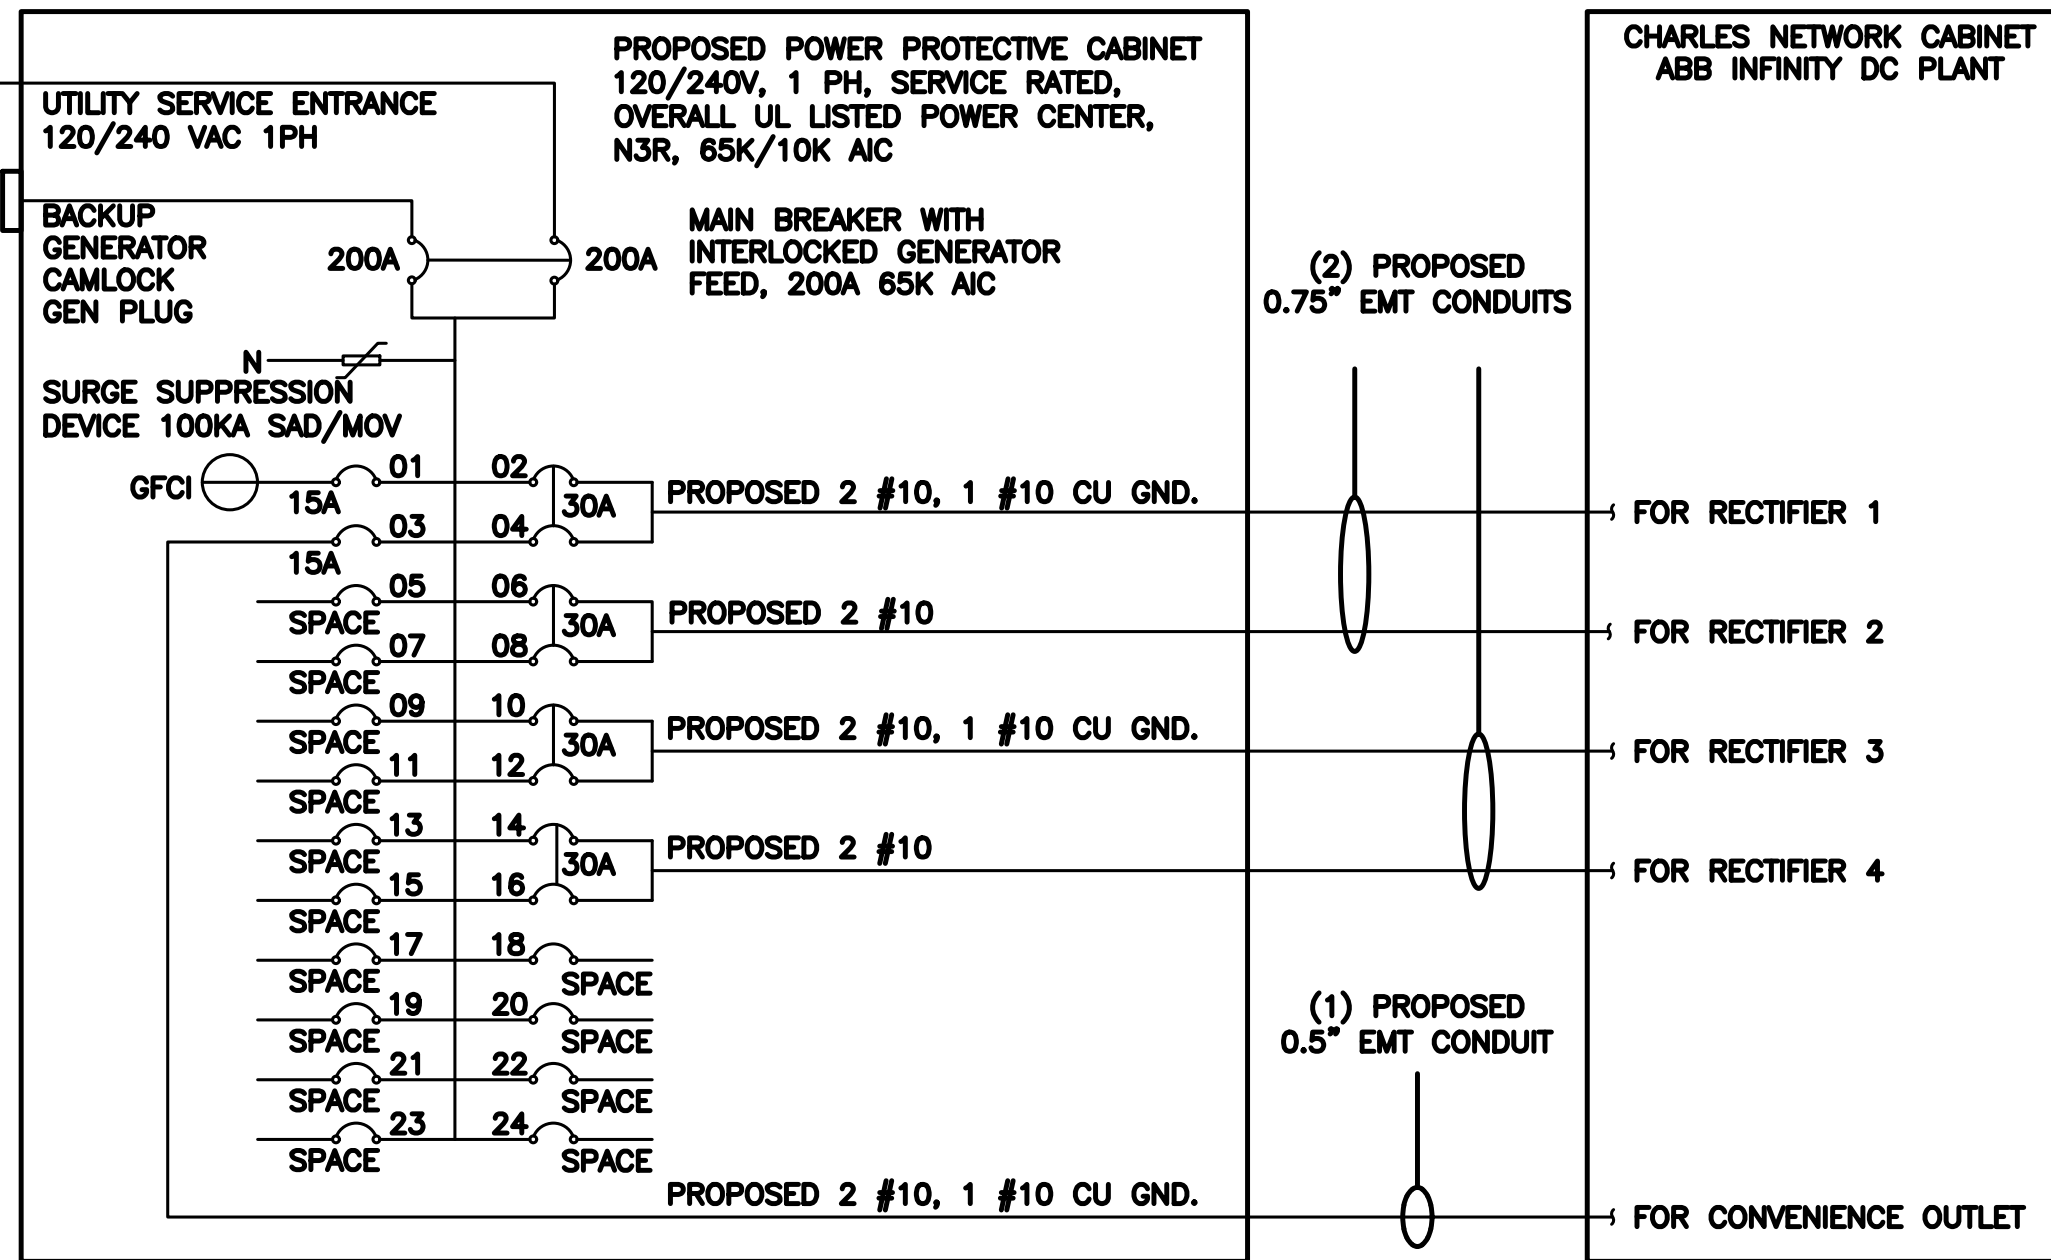 PROPOSED POWER PROTECTIVE CABINET
120/240V, 1 PH, SERVICE RATED,
OVERALL UL LISTED POWER CENTER,
N3R, 65K/10K AIC
CHARLES NETWORK CABINET
ABB INFINITY DC PLANT
UTILITY SERVICE ENTRANCE
120/240 VAC 1PH
BACKUP
GENERATOR
CAMLOCK
GEN PLUG
200A
200A
MAIN BREAKER WITH
INTERLOCKED GENERATOR
FEED, 200A 65K AIC
(2) PROPOSED
0.75" EMT CONDUITS
N
SURGE SUPPRESSION
DEVICE 100KA SAD/MOV
GFCI
15A
01
02
30A
PROPOSED 2 #10, 1 #10 CU GND.
FOR RECTIFIER 1
15A
03
04
SPACE
05
06
30A
PROPOSED 2 #10
FOR RECTIFIER 2
SPACE
07
08
SPACE
09
10
30A
PROPOSED 2 #10, 1 #10 CU GND.
FOR RECTIFIER 3
SPACE
11
12
SPACE
13
14
30A
PROPOSED 2 #10
FOR RECTIFIER 4
SPACE
15
16
SPACE
17
18
SPACE
SPACE
19
20
SPACE
SPACE
21
22
SPACE
SPACE
23
24
SPACE
(1) PROPOSED
0.5" EMT CONDUIT
PROPOSED 2 #10, 1 #10 CU GND.
FOR CONVENIENCE OUTLET